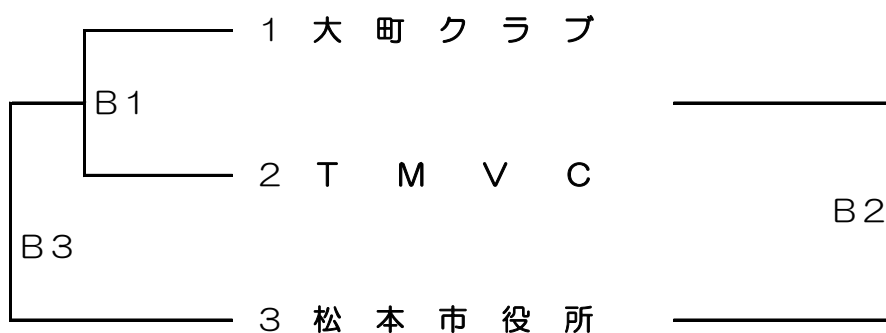 １ 大町クラブ
Ｂ１
２ ＴＭＶＣ
Ｂ２
Ｂ３
３ 松本市役所